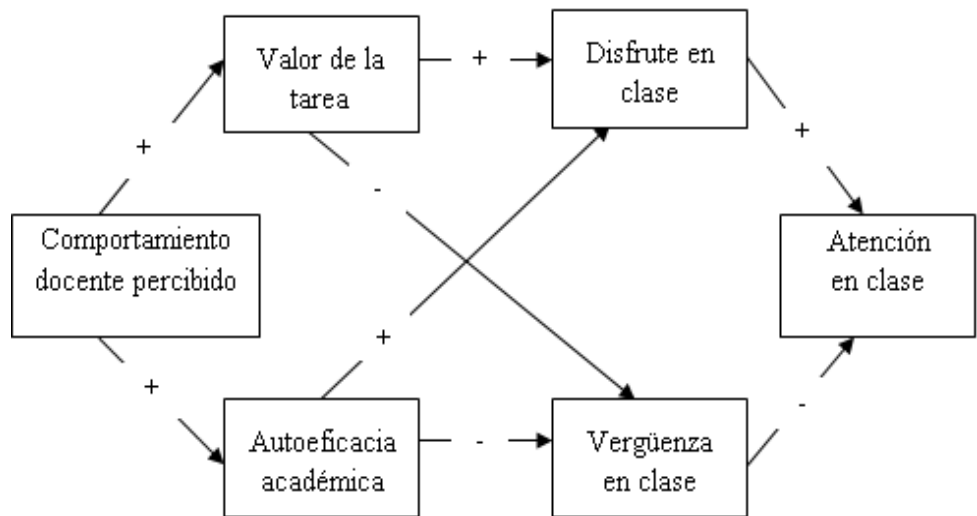 Valor de la
tarea
+
Disfrute en
clase
+
+
-
Comportamiento
docente percibido
Atención
en clase
+
+
-
Autoeficacia
académica
-
Vergüenza
en clase